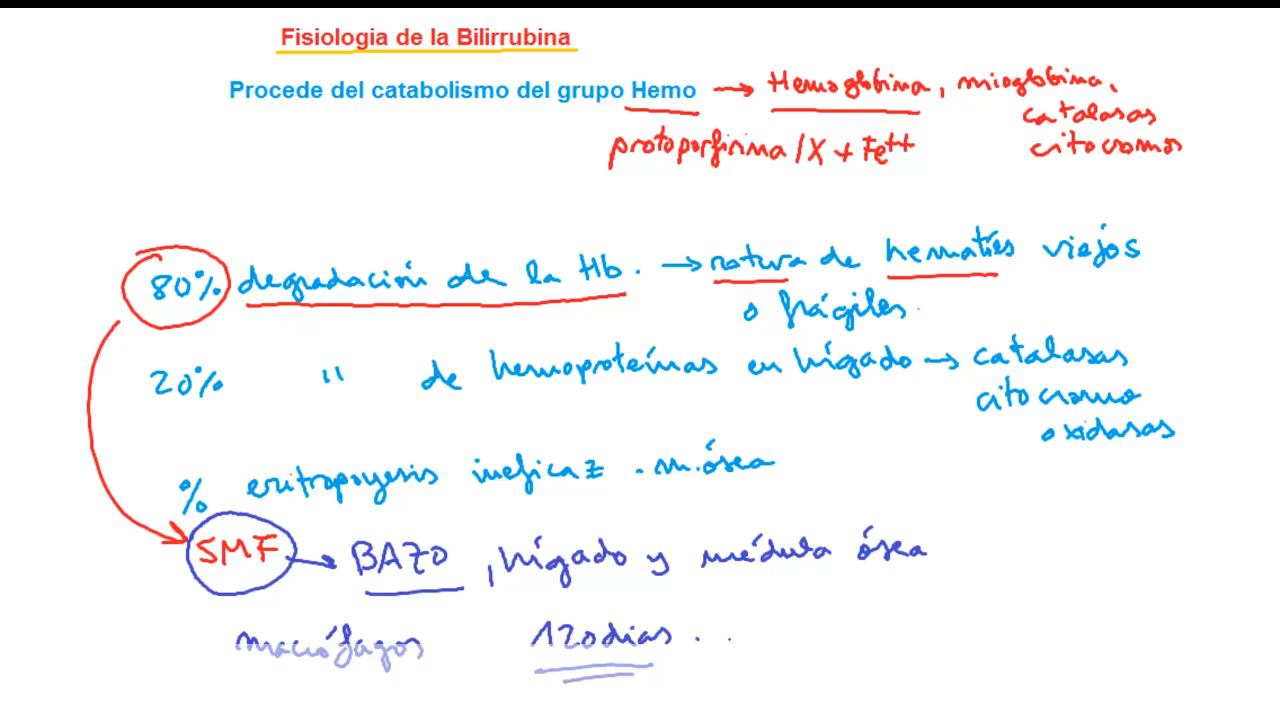 Fisiologia de la Bilirrubina
Procede del catabolismo del grupo Hemo → Hemoglobina, mioglobina,
catalasas
protoporfirina IX + Fe++ citocromos
80% degradación de la Hb. → rotura de hematíes viejos
o frágiles.
20% " de hemoproteínas en hígado → catalasas
citocromo
oxidasas
% eritropoyesis ineficaz - m.ósea
SMF → BAZO, hígado y médula ósea
macrófagos 120 dias.